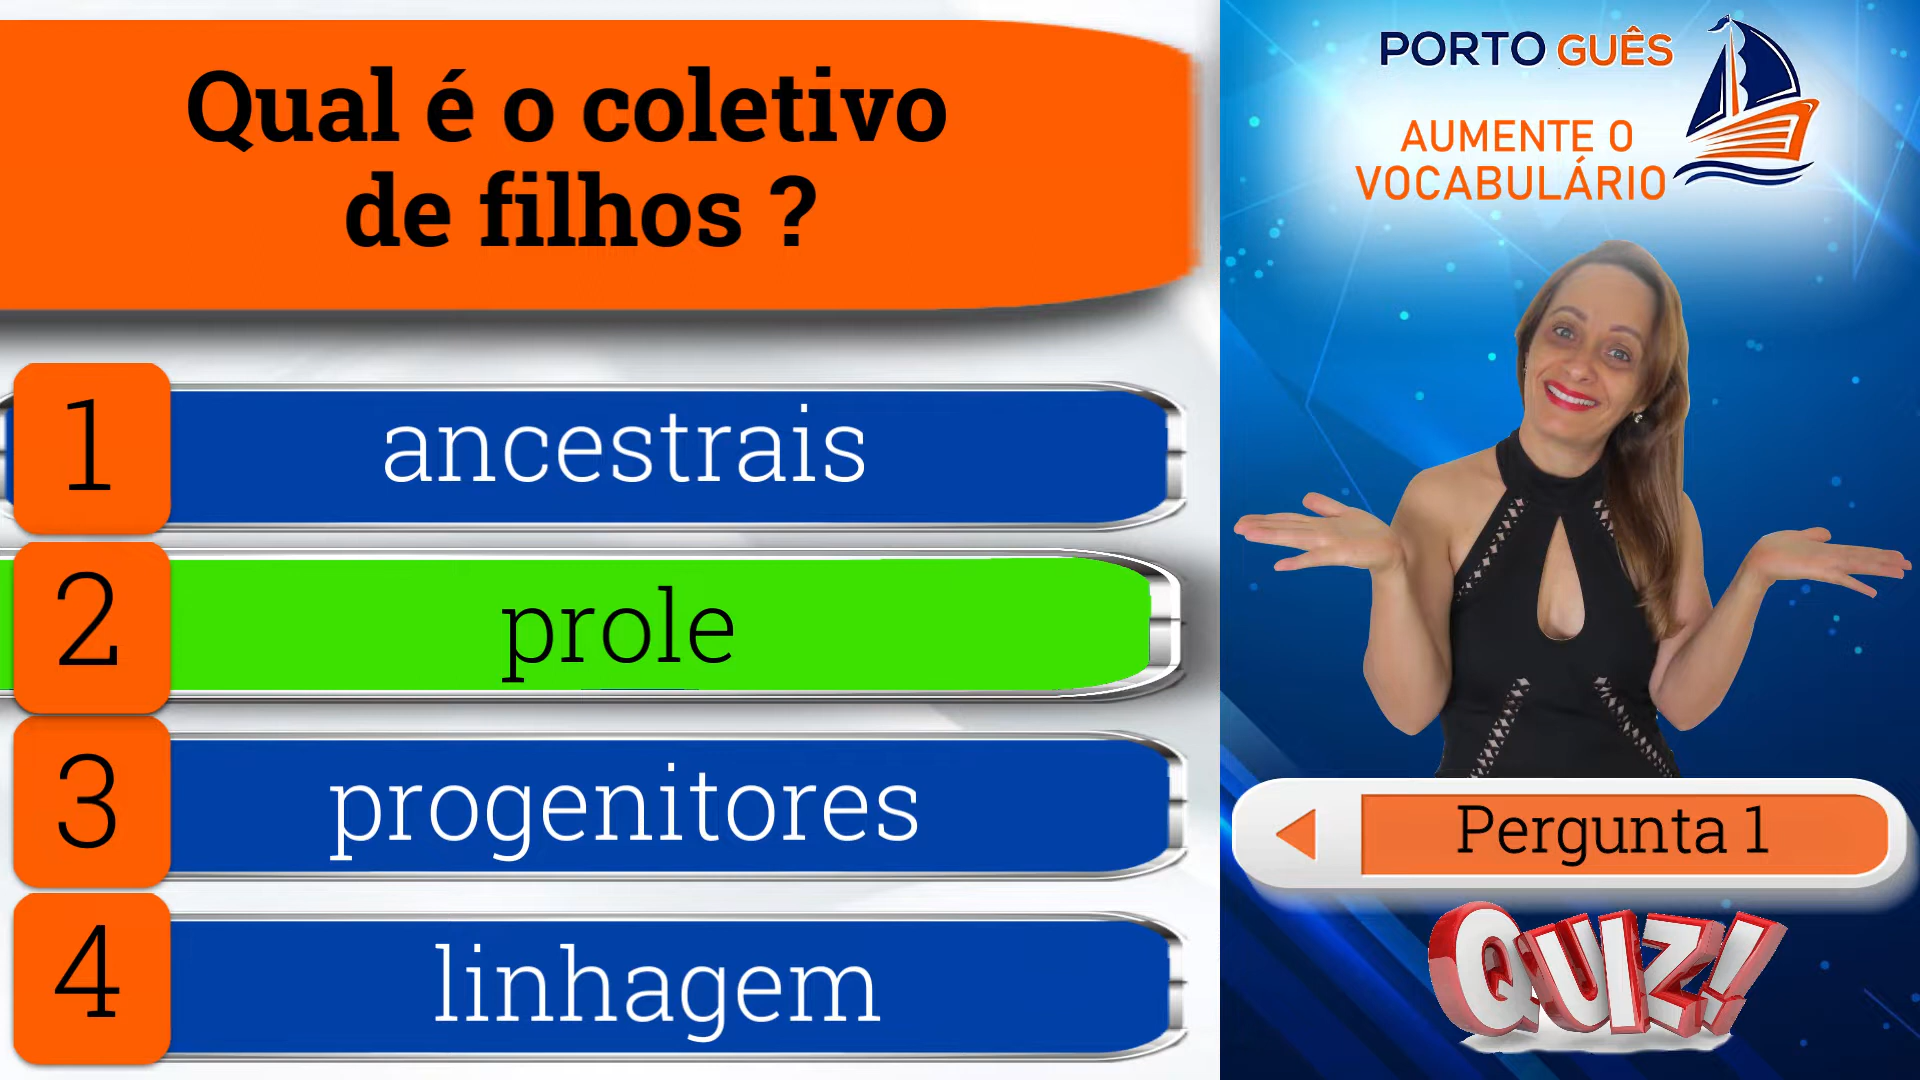 Qual é o coletivo
de filhos ?
1
ancestrais
2
prole
3
progenitores
4
linhagem
PORTO GUÊS
AUMENTE O
VOCABULÁRIO
Pergunta 1
QUIZ!